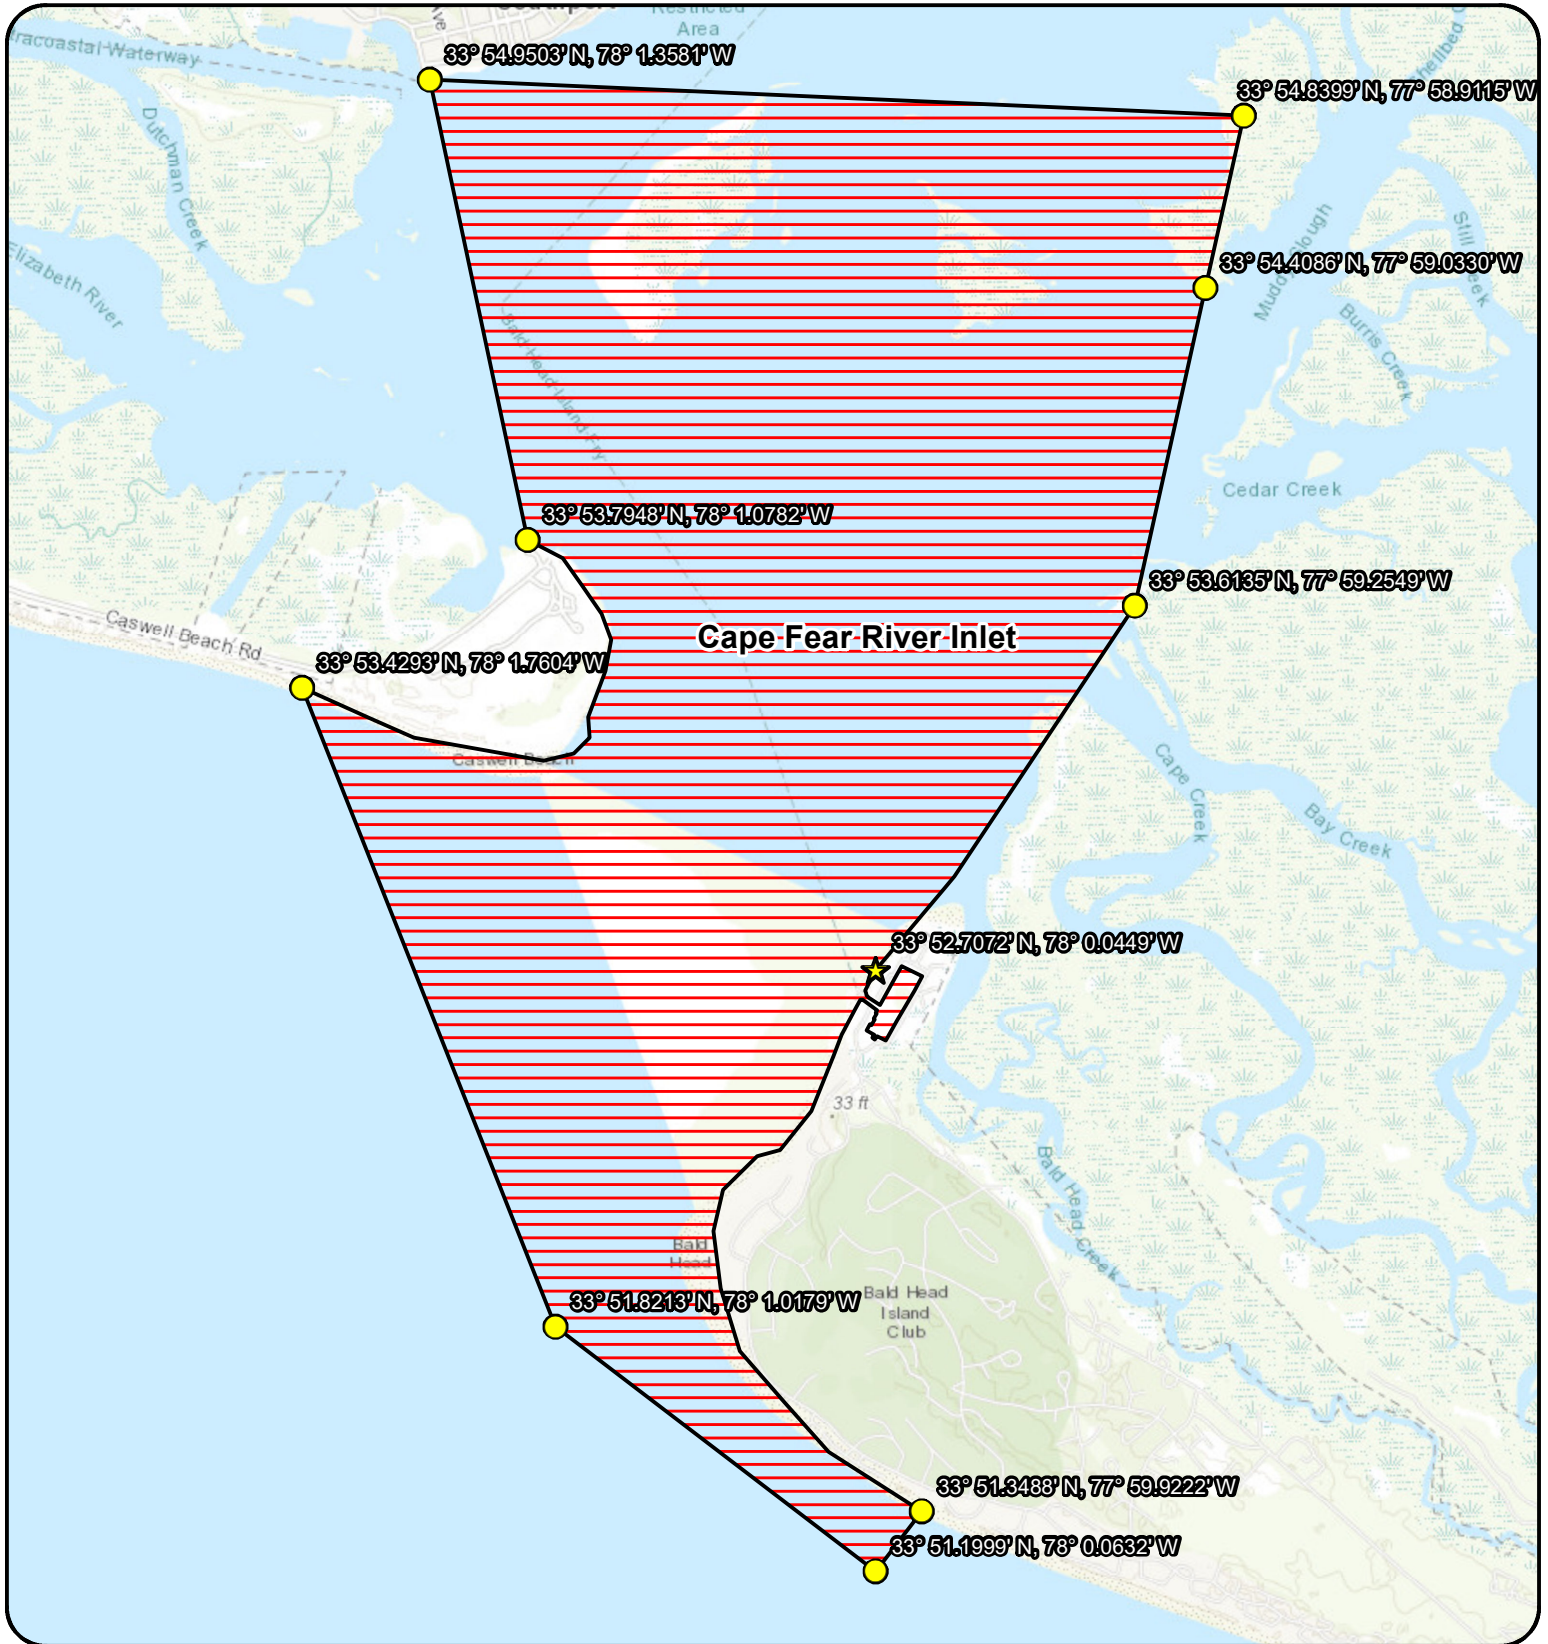 Southport
Restricted
Area
Ave
tracoastal Waterway
33° 54.9503' N, 78° 1.3581' W
33° 54.8399' N, 77° 58.9115' W
Dutchman Creek
Elizabeth River
Still Creek
33° 54.4086' N, 77° 59.0330' W
Burris Creek
Bald Head Island Fry
Cedar Creek
33° 53.7948' N, 78° 1.0782' W
33° 53.6135' N, 77° 59.2549' W
Caswell Beach Rd
Cape Fear River Inlet
33° 53.4293' N, 78° 1.7604' W
Caswell Beach
Cape Creek
Bay Creek
33° 52.7072' N, 78° 0.0449' W
33 ft
Bald Head Creek
Bald
Head
33° 51.8213' N, 78° 1.0179' W
Bald Head
Island
Club
33° 51.3488' N, 77° 59.9222' W
33° 51.1999' N, 78° 0.0632' W